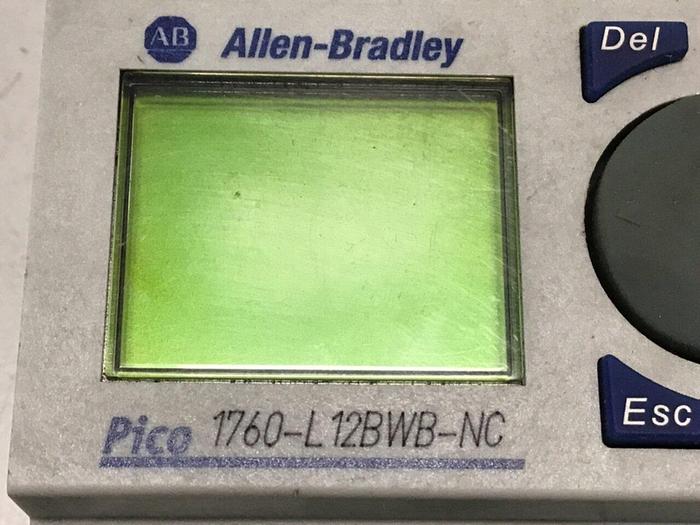 AB Allen-Bradley
Del
Esc
Pico 1760-L12BWB-NC